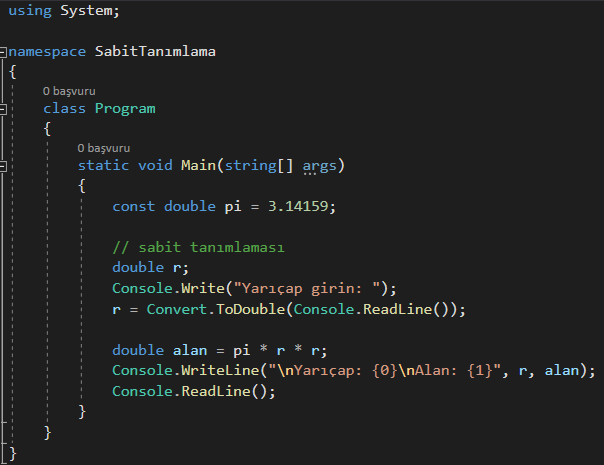 using System;
namespace SabitTanımlama
{
0 başvuru
class Program
{
0 başvuru
static void Main(string[] args)
{
const double pi = 3.14159;
// sabit tanımlaması
double r;
Console.Write("Yarıçap girin: ");
r = Convert.ToDouble(Console.ReadLine());
double alan = pi * r * r;
Console.WriteLine("\nYarıçap: {0}\nAlan: {1}", r, alan);
Console.ReadLine();
}
}
}